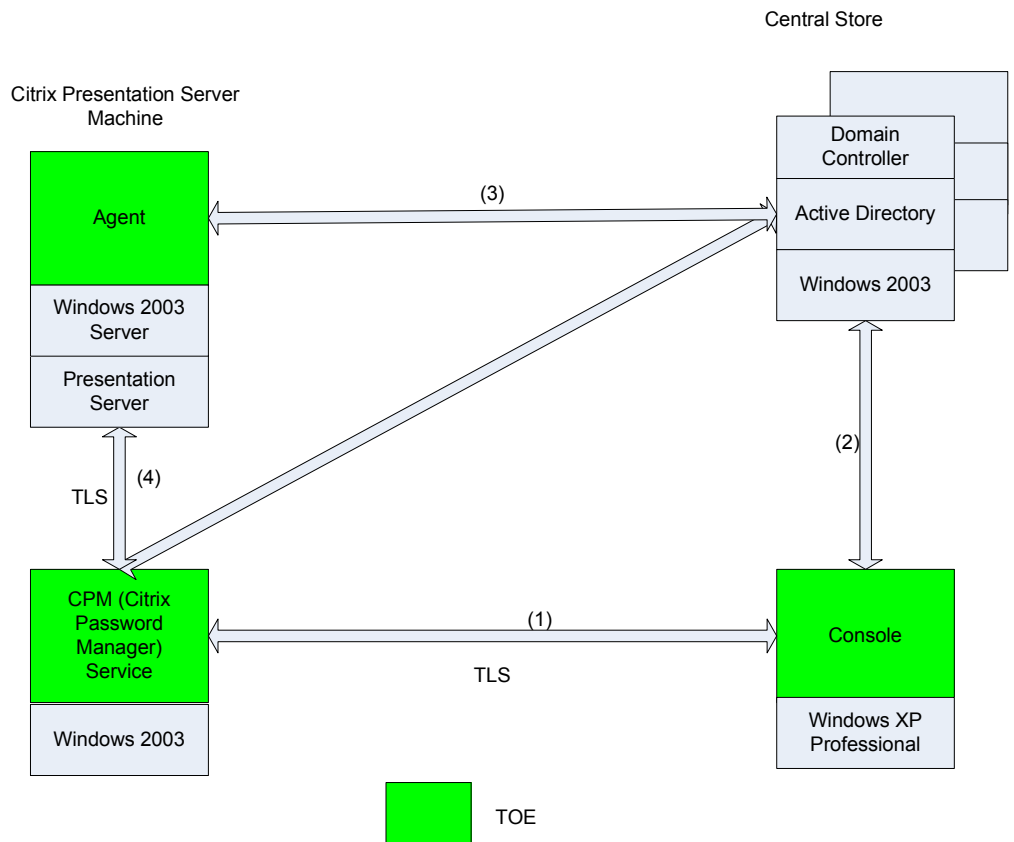 Central Store
Citrix Presentation Server
Machine
Domain
Controller
Agent
(3)
Active Directory
Windows 2003
Server
Windows 2003
Presentation
Server
(4)
TLS
(2)
CPM (Citrix
Password
Manager)
Service
(1)
TLS
Console
Windows 2003
Windows XP
Professional
TOE